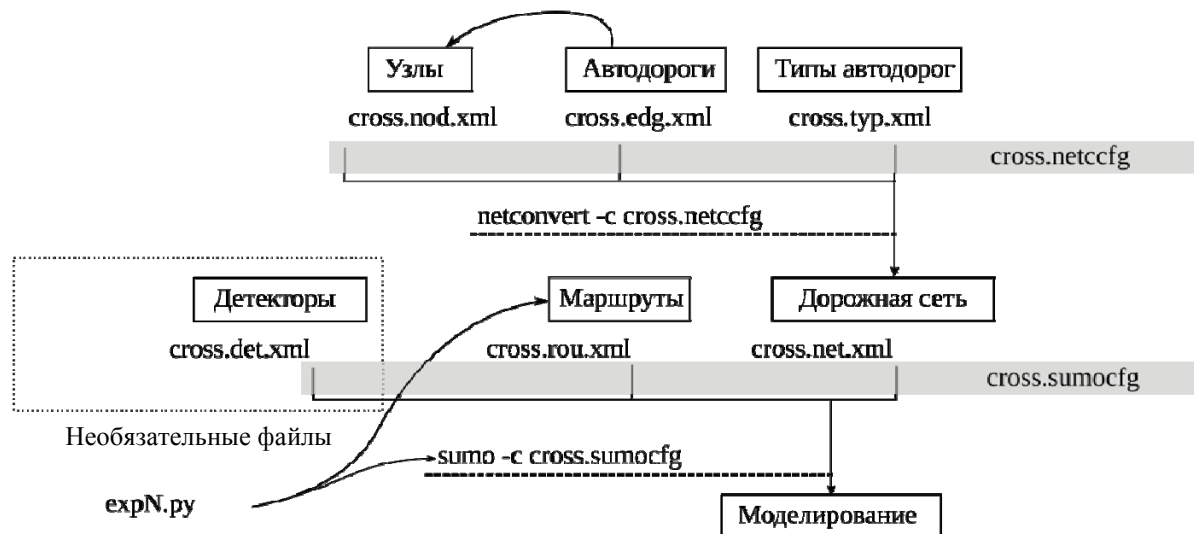 Узлы
Автодороги
Типы автодорог
cross.nod.xml
cross.edg.xml
cross.typ.xml
cross.netccfg
netconvert -c cross.netccfg
Детекторы
Маршруты
Дорожная сеть
cross.det.xml
cross.rou.xml
cross.net.xml
cross.sumocfg
Необязательные файлы
sumo -c cross.sumocfg
expN.py
Моделирование